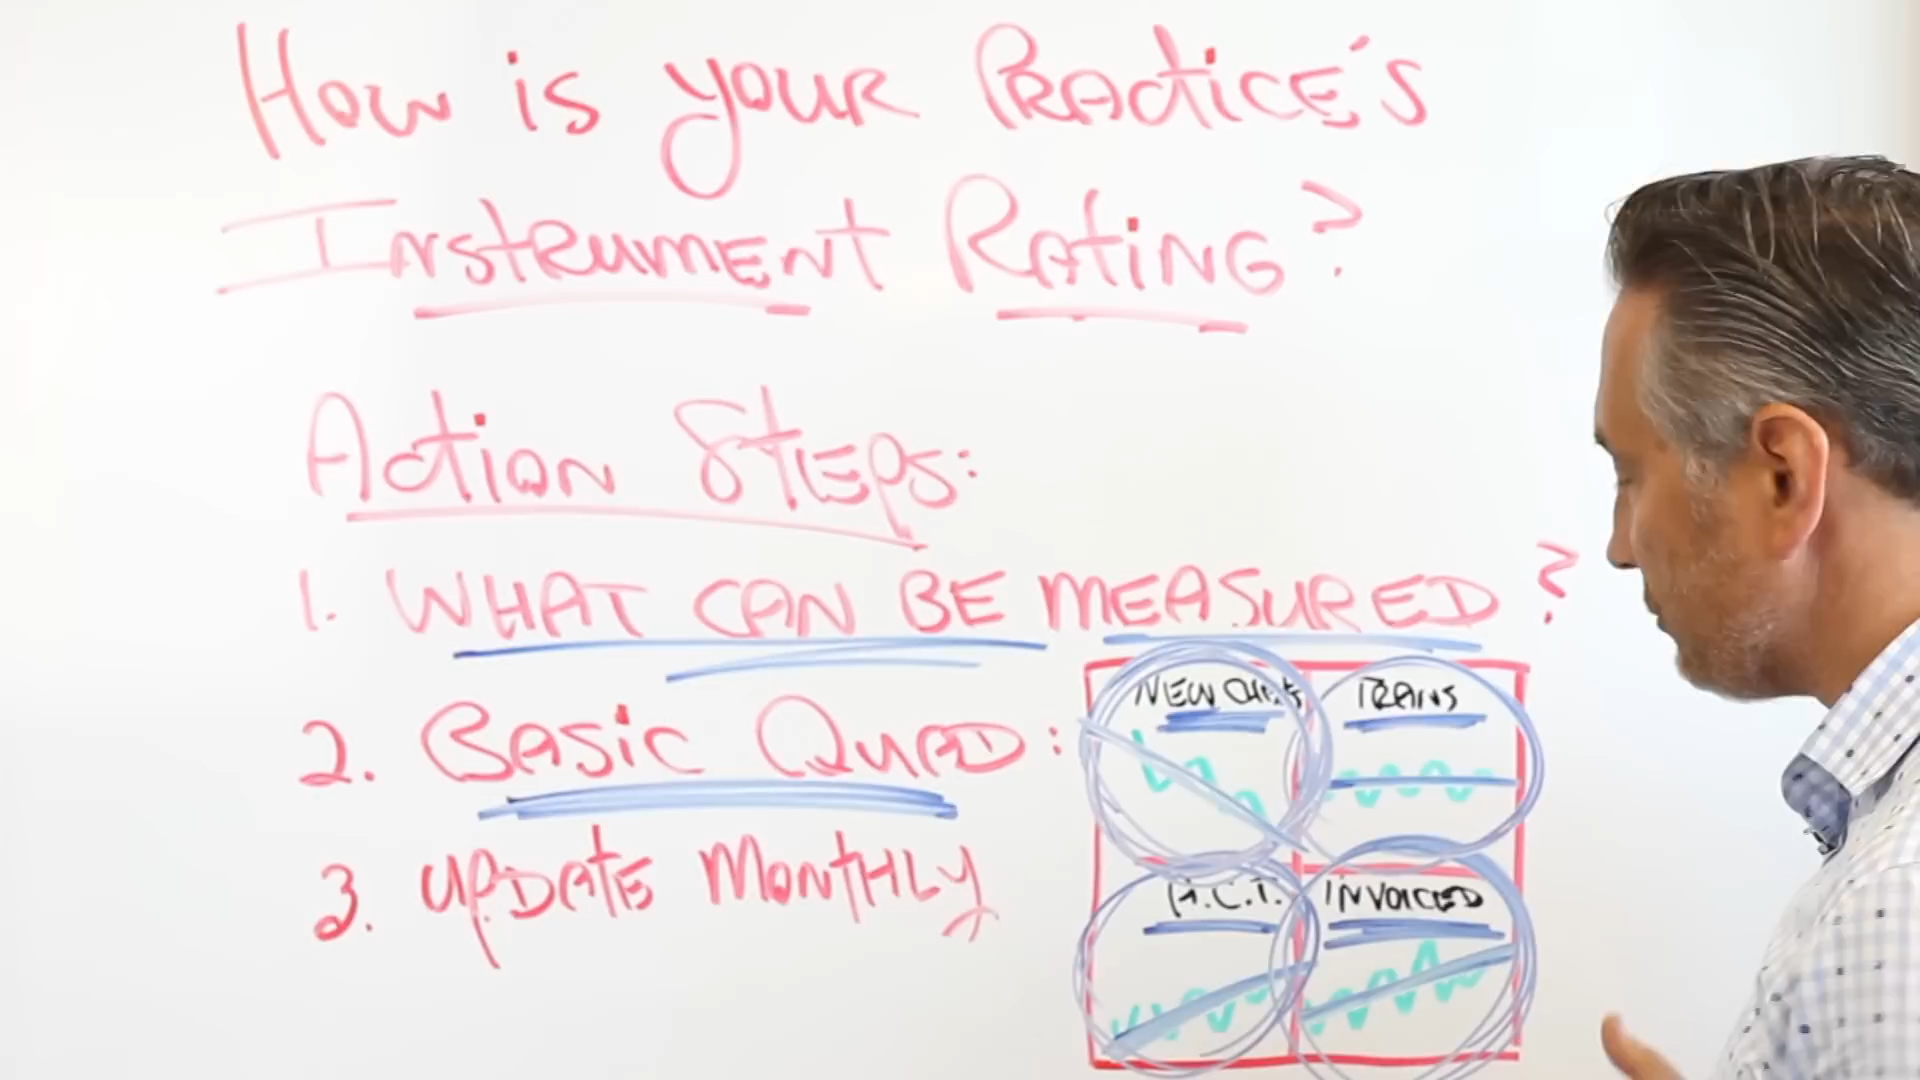 How is your Practice's
Instrument Rating?
Action Steps:
1. WHAT CAN BE MEASURED?
2. Basic Quad:
3. Update Monthly
NEW
TRANS
A.C.T.
INVOICED